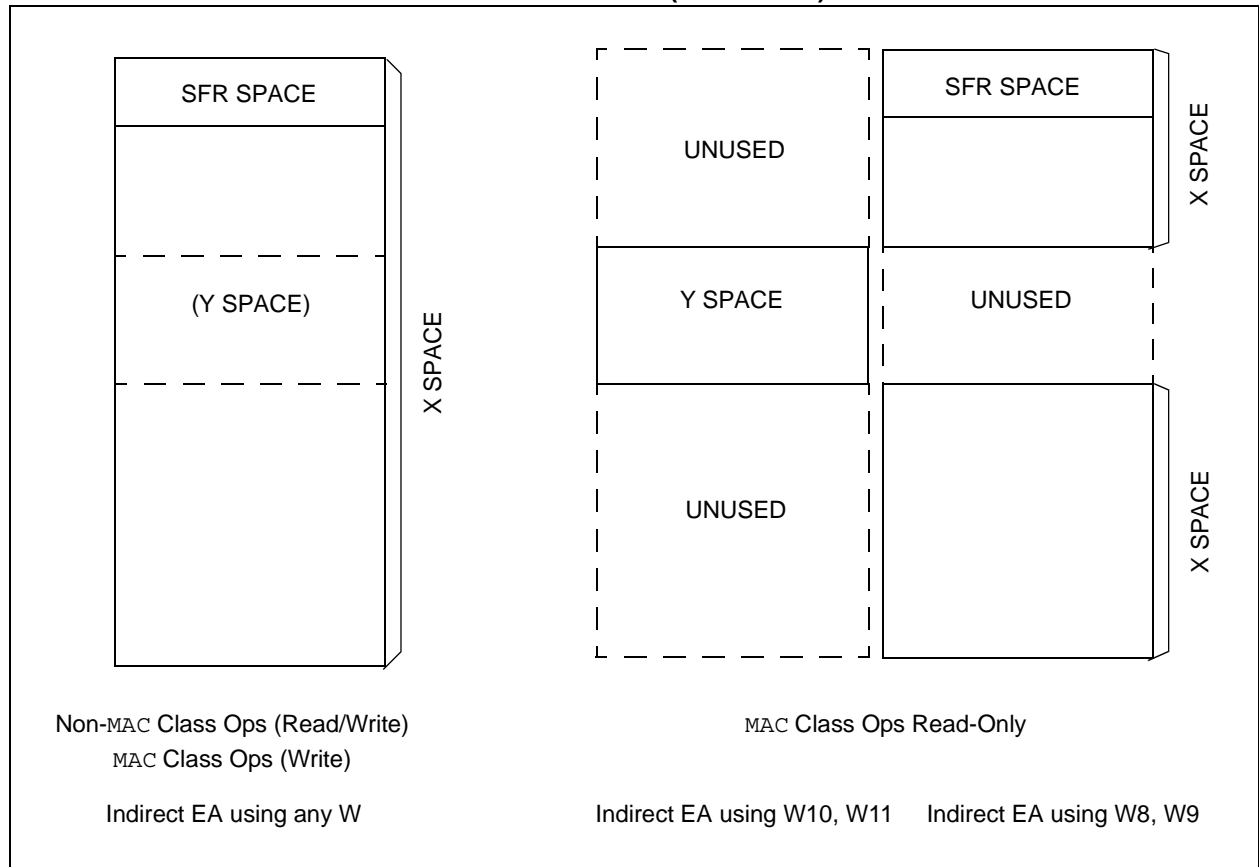 SFR SPACE
(Y SPACE)
X SPACE
Non-MAC Class Ops (Read/Write)
MAC Class Ops (Write)
Indirect EA using any W
UNUSED
Y SPACE
UNUSED
SFR SPACE
X SPACE
UNUSED
X SPACE
MAC Class Ops Read-Only
Indirect EA using W10, W11
Indirect EA using W8, W9